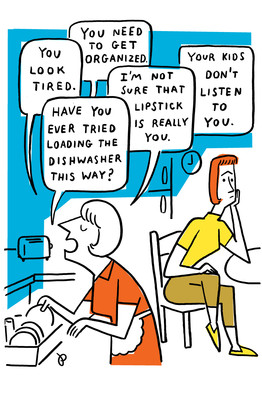 YOU NEED
TO GET
ORGANIZED.
YOU
LOOK
TIRED.
I'M NOT
SURE THAT
LIPSTICK
IS REALLY
YOU.
YOUR KIDS
DON'T
LISTEN
TO
YOU.
HAVE YOU
EVER TRIED
LOADING THE
DISHWASHER
THIS WAY?